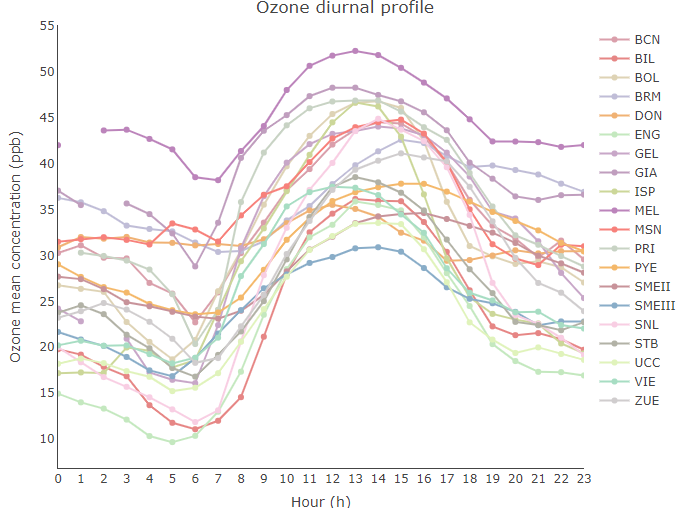 Ozone diurnal profile
Ozone mean concentration (ppb)
55
50
45
40
35
30
25
20
15
10
0 1 2 3 4 5 6 7 8 9 10 11 12 13 14 15 16 17 18 19 20 21 22 23
Hour (h)
BCN
BIL
BOL
BRM
DON
ENG
GEL
GIA
ISP
MEL
MSN
PRI
PYE
SMEII
SMEIII
SNL
STB
UCC
VIE
ZUE